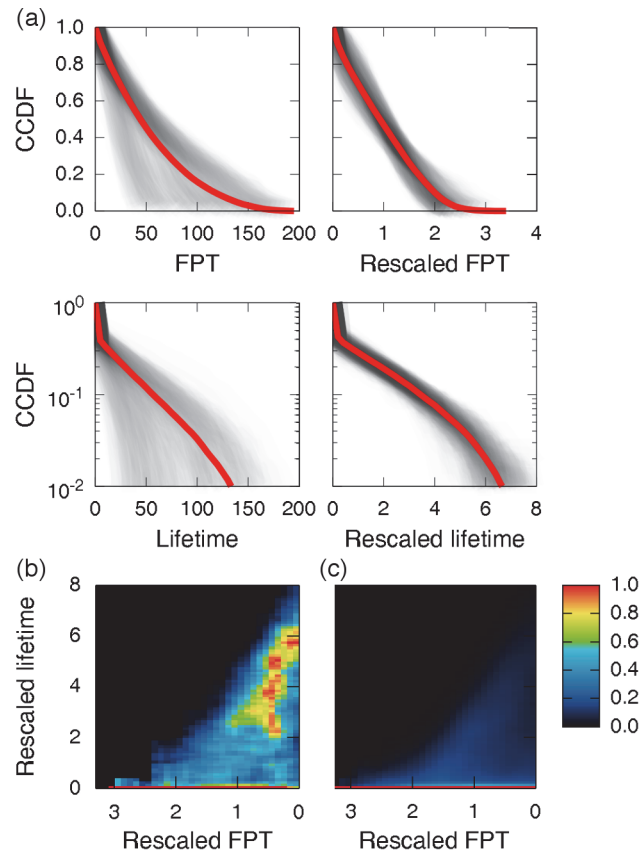 (a)
CCDF
1.0
0.8
0.6
0.4
0.2
0.0
0 50 100 150 200
FPT
0 1 2 3 4
Rescaled FPT
CCDF
10^0
10^-1
10^-2
0 50 100 150 200
Lifetime
0 2 4 6 8
Rescaled lifetime
(b)
Rescaled lifetime
8
6
4
2
0
3 2 1 0
Rescaled FPT
(c)
3 2 1 0
Rescaled FPT
1.0
0.8
0.6
0.4
0.2
0.0